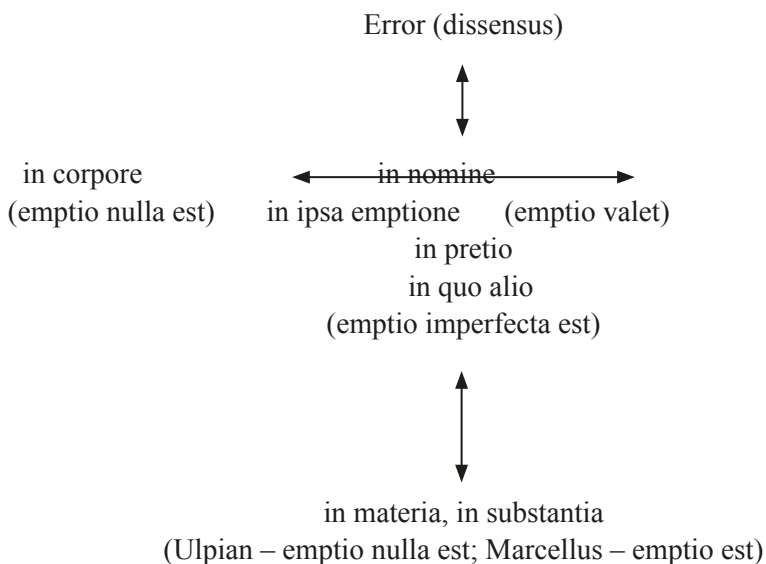 Error (dissensus)
in corpore in nomine
(emptio nulla est) in ipsa emptione (emptio valet)
in pretio
in quo alio
(emptio imperfecta est)
in materia, in substantia
(Ulpian – emptio nulla est; Marcellus – emptio est)